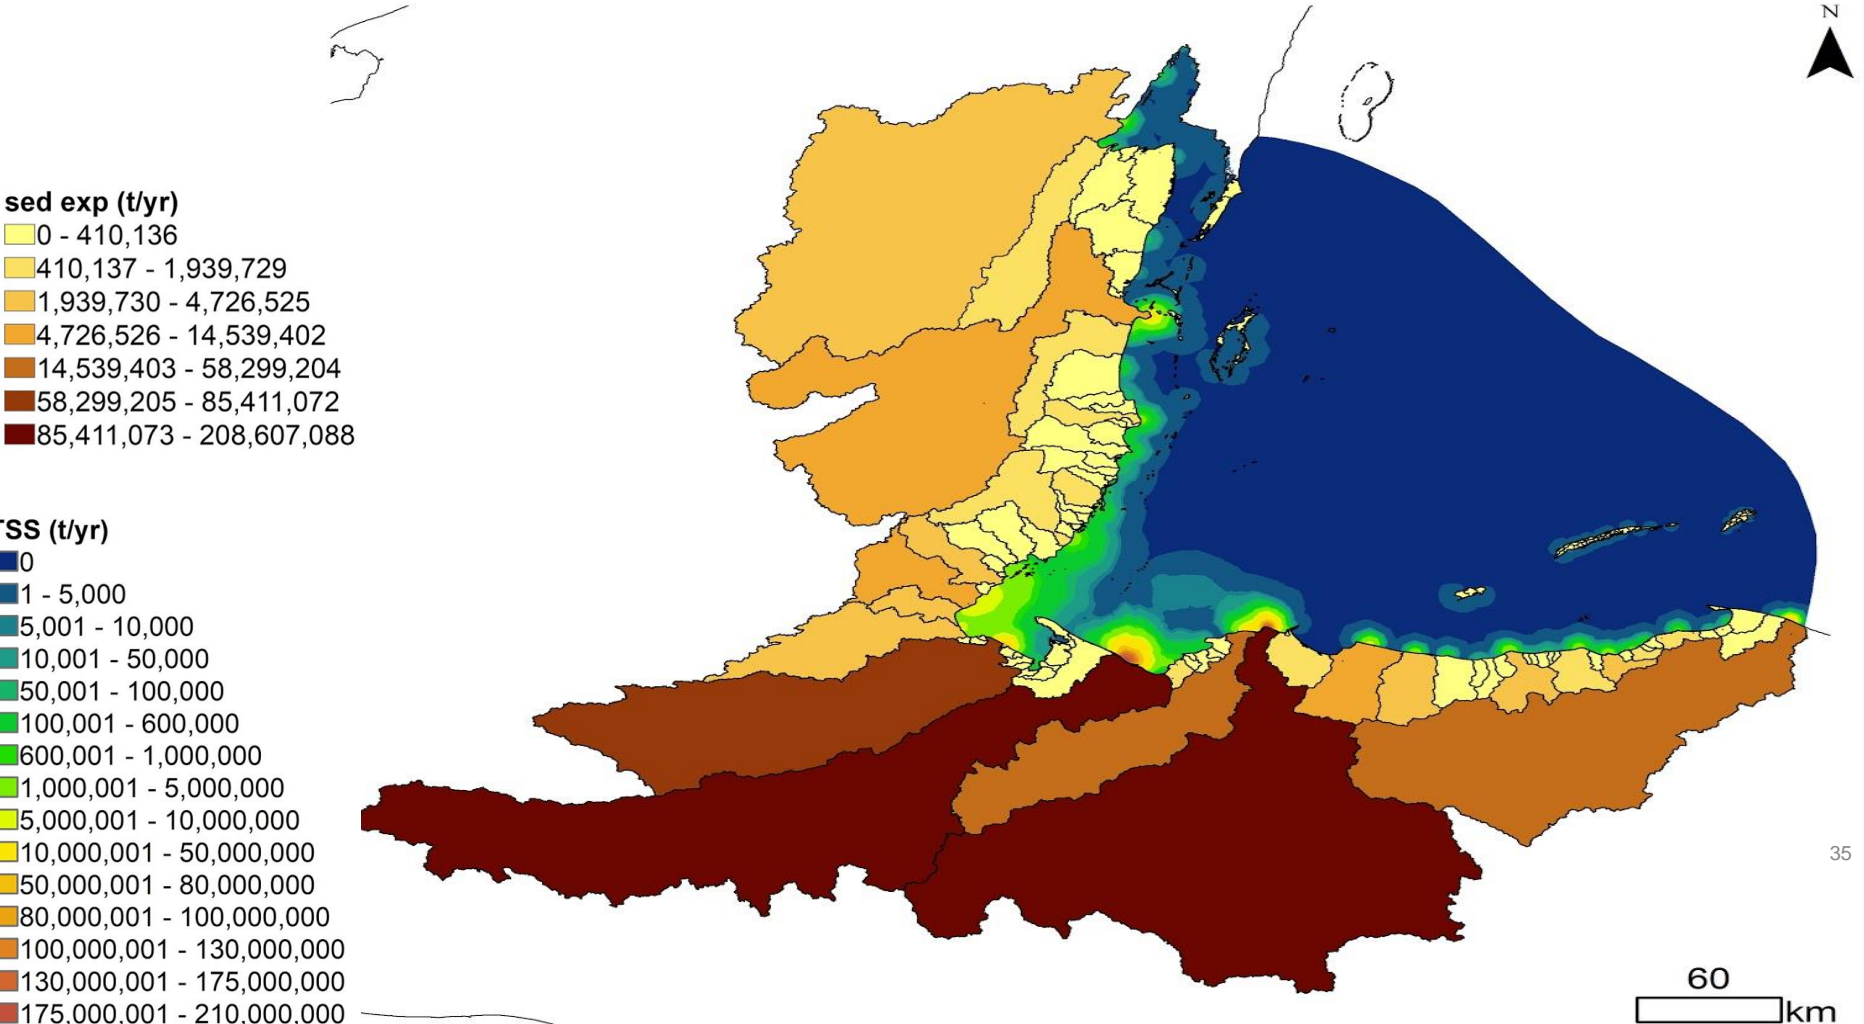 N
sed exp (t/yr)
0 - 410,136
410,137 - 1,939,729
1,939,730 - 4,726,525
4,726,526 - 14,539,402
14,539,403 - 58,299,204
58,299,205 - 85,411,072
85,411,073 - 208,607,088
TSS (t/yr)
0
1 - 5,000
5,001 - 10,000
10,001 - 50,000
50,001 - 100,000
100,001 - 600,000
600,001 - 1,000,000
1,000,001 - 5,000,000
5,000,001 - 10,000,000
10,000,001 - 50,000,000
50,000,001 - 80,000,000
80,000,001 - 100,000,000
100,000,001 - 130,000,000
130,000,001 - 175,000,000
175,000,001 - 210,000,000
35
60
km